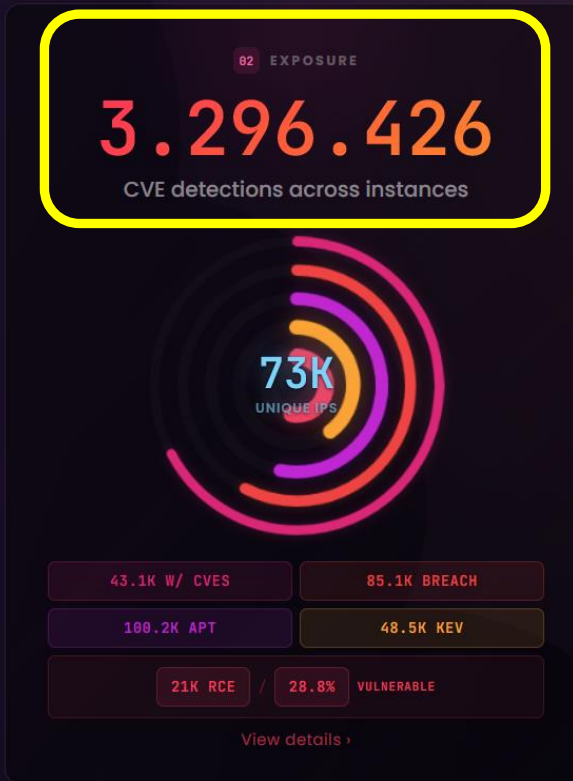 02 EXPOSURE
3.296.426
CVE detections across instances
73K
UNIQUE IPS
43.1K W/ CVES
85.1K BREACH
100.2K APT
48.5K KEV
21K RCE / 28.8% VULNERABLE
View details ›